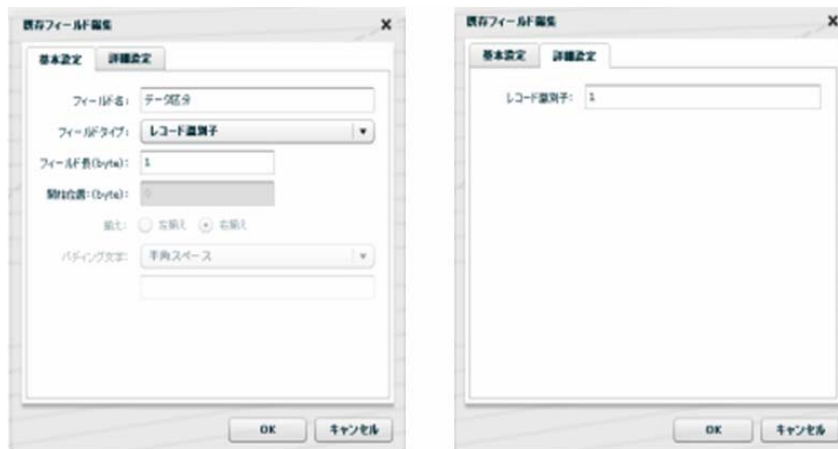 既存フィールド編集
基本設定 詳細設定
フィールド名: データ区分
フィールドタイプ: レコード識別子
フィールド長(byte): 1
開始位置:(byte): 0
揃え: 左揃え 右揃え
パディング文字: 半角スペース
OK キャンセル
既存フィールド編集
基本設定 詳細設定
レコード識別子: 1
OK キャンセル